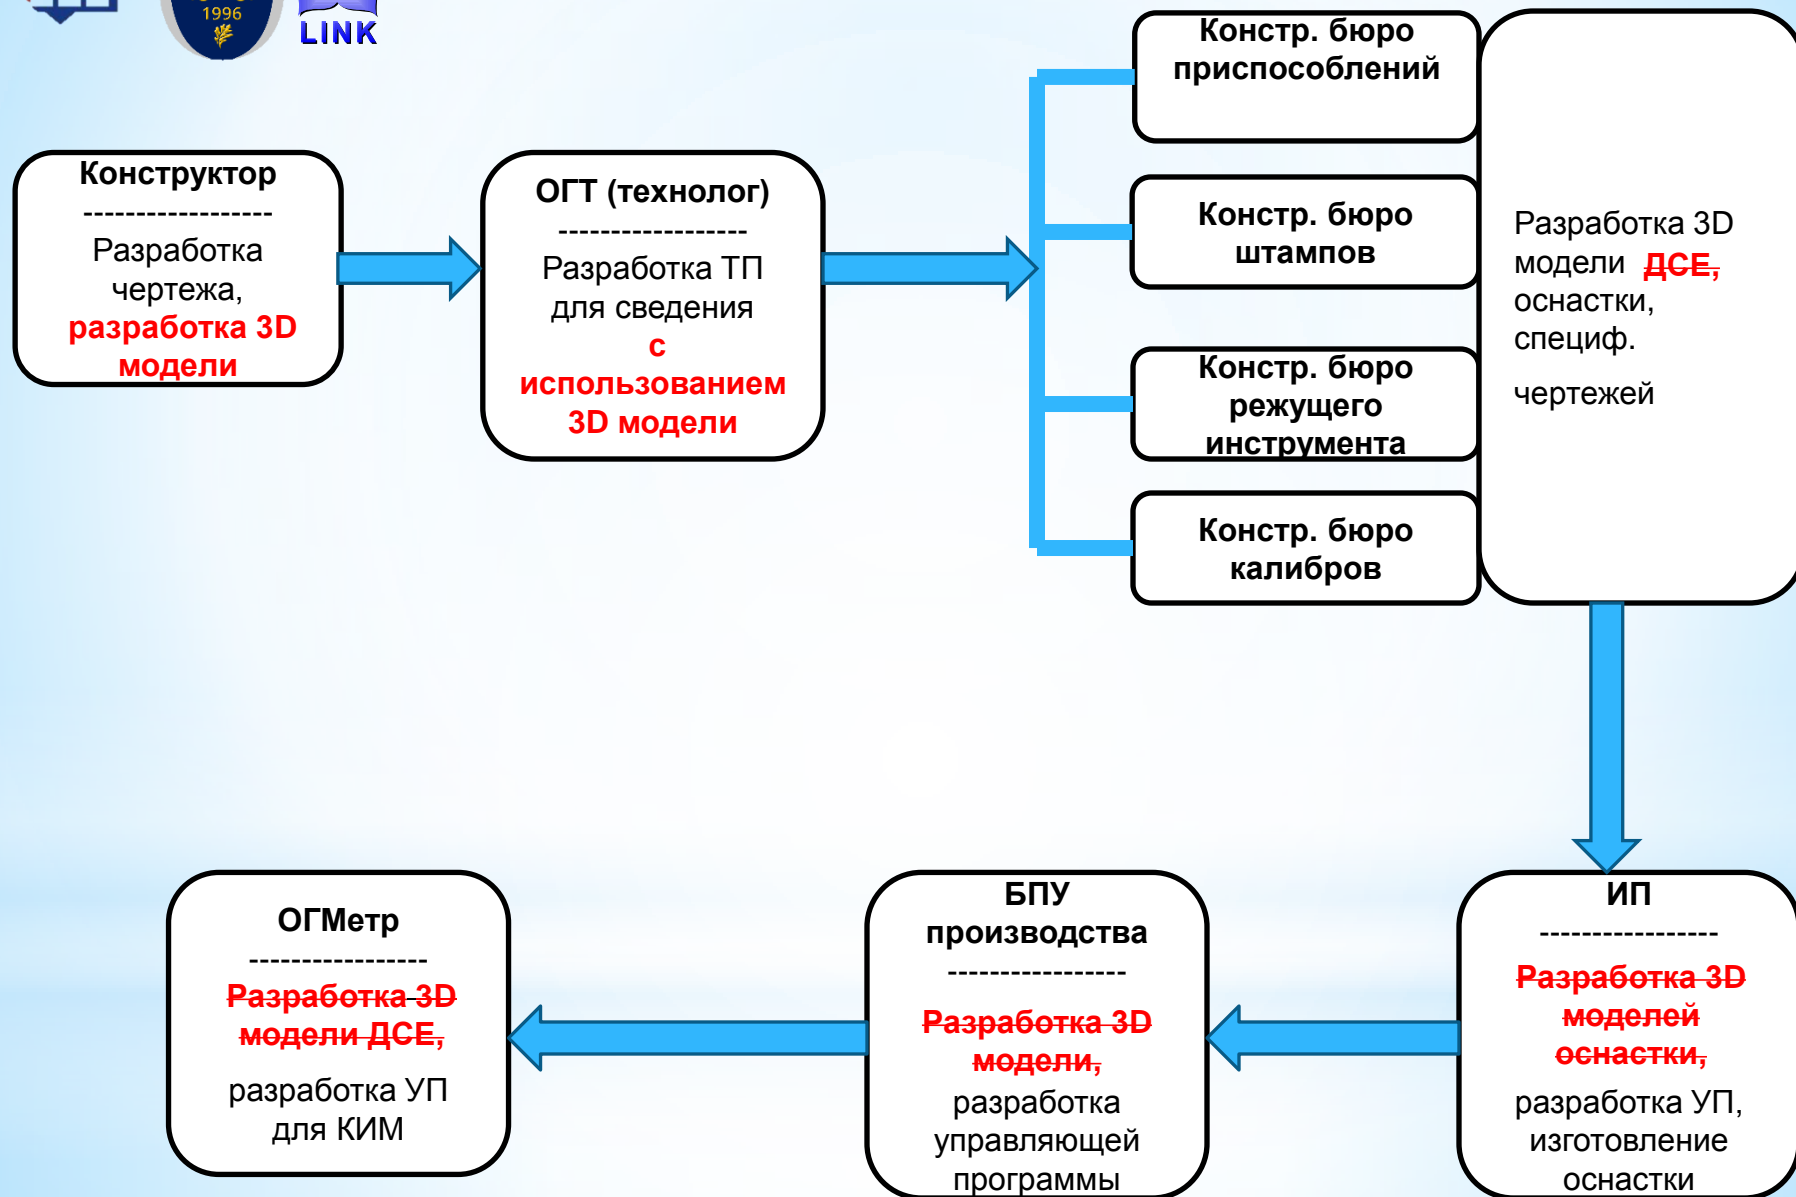 1996
LINK
Конструктор
------------------
Разработка
чертежа,
разработка 3D
модели
ОГТ (технолог)
------------------
Разработка ТП
для сведения
с
использованием
3D модели
Констр. бюро
приспособлений
Констр. бюро
штампов
Констр. бюро
режущего
инструмента
Констр. бюро
калибров
Разработка 3D
модели ДСЕ,
оснастки,
специф.
чертежей
ОГМетр
-----------------
Разработка 3D
модели ДСЕ,
разработка УП
для КИМ
БПУ
производства
-----------------
Разработка 3D
модели,
разработка
управляющей
программы
ИП
-----------------
Разработка 3D
моделей
оснастки,
разработка УП,
изготовление
оснастки